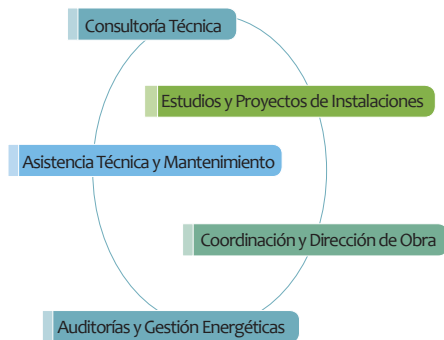 Consultoría Técnica
Estudios y Proyectos de Instalaciones
Asistencia Técnica y Mantenimiento
Coordinación y Dirección de Obra
Auditorías y Gestión Energéticas